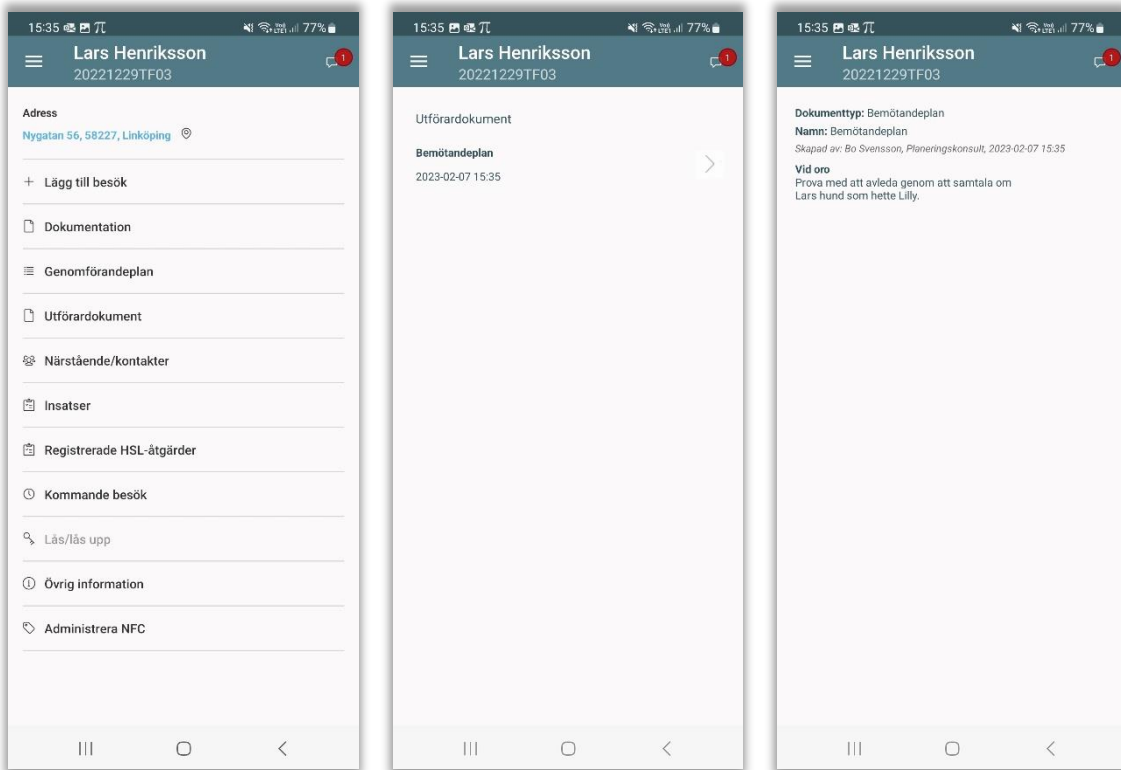 15:35
77%
Lars Henriksson
20221229TF03
1
Adress
Nygatan 56, 58227, Linköping
Lägg till besök
Dokumentation
Genomförandeplan
Utförardokument
Närstående/kontakter
Insatser
Registrerade HSL-åtgärder
Kommande besök
Lås/lås upp
Övrig information
Administrera NFC
15:35
77%
Lars Henriksson
20221229TF03
1
Utförardokument
Bemötandeplan
2023-02-07 15:35
15:35
77%
Lars Henriksson
20221229TF03
1
Dokumenttyp: Bemötandeplan
Namn: Bemötandeplan
Skapad av: Bo Svensson, Planeringskonsult, 2023-02-07 15:35
Vid oro
Prova med att avleda genom att samtala om
Lars hund som hette Lilly.